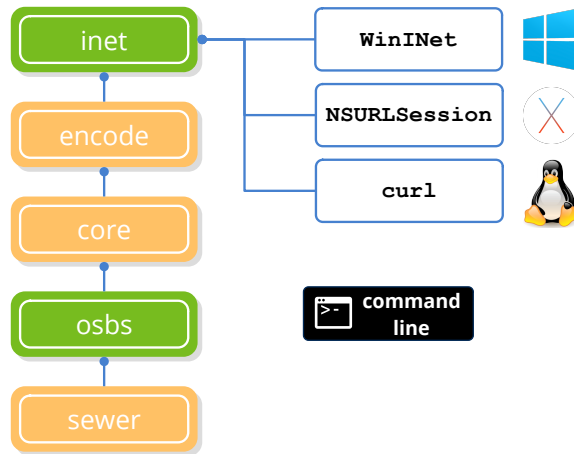 inet
WinINet
encode
NSURLSession
core
curl
osbs
>-
command
line
sewer